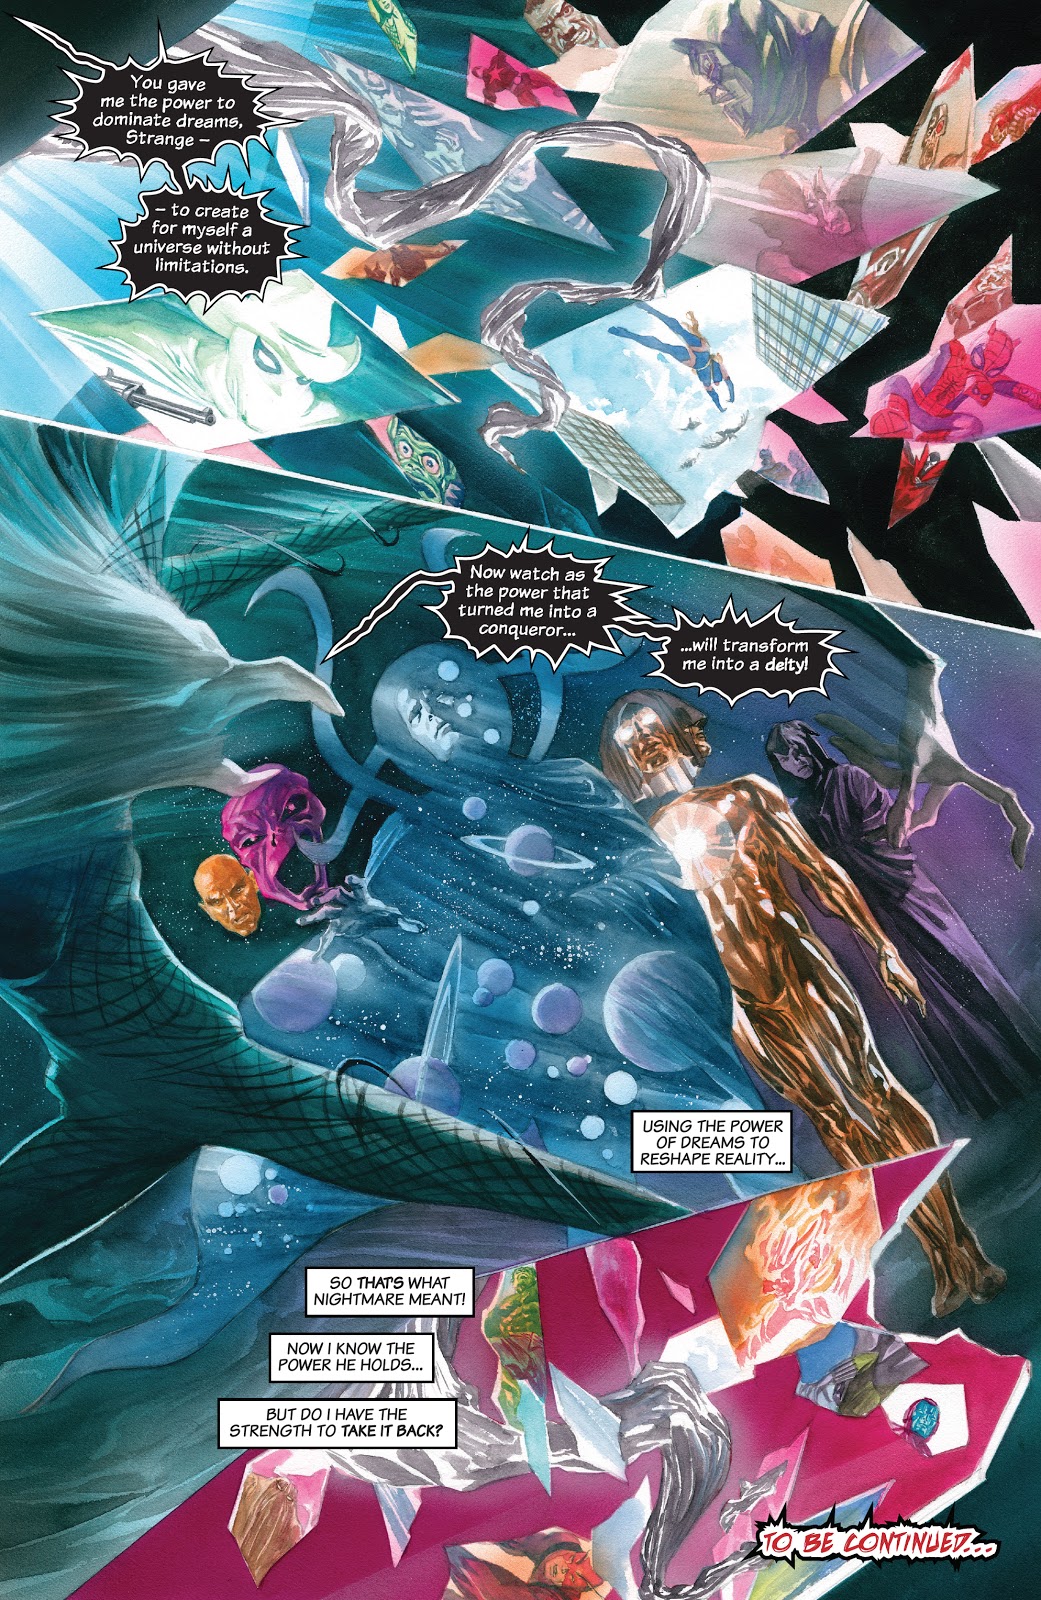 You gave
me the power to
dominate dreams,
Strange –
– to create
for myself a
universe without
limitations.
Now watch as
the power that
turned me into a
conqueror...
...will transform
me into a deity!
USING THE POWER
OF DREAMS TO
RESHAPE REALITY...
SO THAT'S WHAT
NIGHTMARE MEANT!
NOW I KNOW THE
POWER HE HOLDS...
BUT DO I HAVE THE
STRENGTH TO TAKE IT BACK?
TO BE CONTINUED...